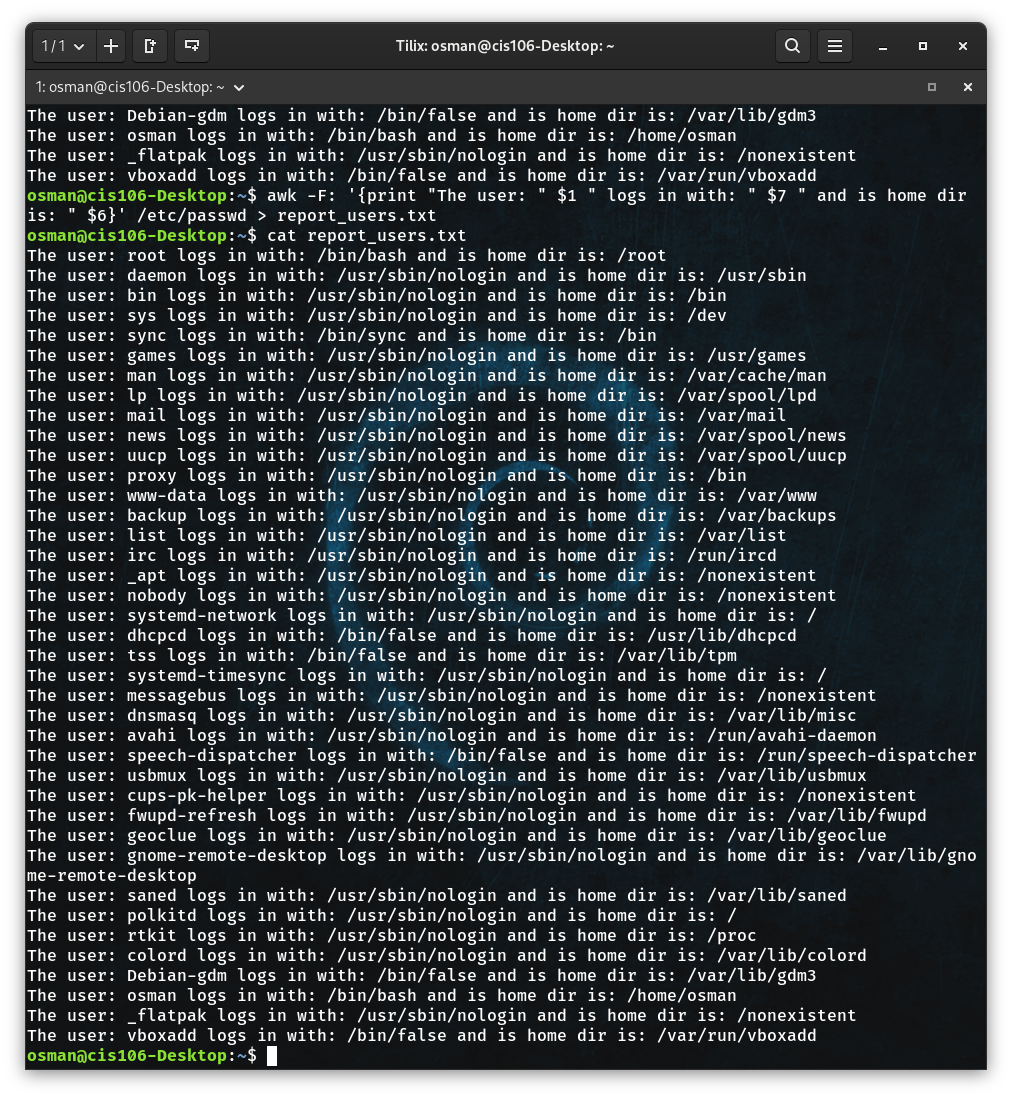 1 / 1
Tilix: osman@cis106-Desktop: ~
1: osman@cis106-Desktop: ~
The user: Debian-gdm logs in with: /bin/false and is home dir is: /var/lib/gdm3
The user: osman logs in with: /bin/bash and is home dir is: /home/osman
The user: _flatpak logs in with: /usr/sbin/nologin and is home dir is: /nonexistent
The user: vboxadd logs in with: /bin/false and is home dir is: /var/run/vboxadd
osman@cis106-Desktop:~$ awk -F: '{print "The user: " $1 " logs in with: " $7 " and is home dir
is: " $6}' /etc/passwd > report_users.txt
osman@cis106-Desktop:~$ cat report_users.txt
The user: root logs in with: /bin/bash and is home dir is: /root
The user: daemon logs in with: /usr/sbin/nologin and is home dir is: /usr/sbin
The user: bin logs in with: /usr/sbin/nologin and is home dir is: /bin
The user: sys logs in with: /usr/sbin/nologin and is home dir is: /dev
The user: sync logs in with: /bin/sync and is home dir is: /bin
The user: games logs in with: /usr/sbin/nologin and is home dir is: /usr/games
The user: man logs in with: /usr/sbin/nologin and is home dir is: /var/cache/man
The user: lp logs in with: /usr/sbin/nologin and is home dir is: /var/spool/lpd
The user: mail logs in with: /usr/sbin/nologin and is home dir is: /var/mail
The user: news logs in with: /usr/sbin/nologin and is home dir is: /var/spool/news
The user: uucp logs in with: /usr/sbin/nologin and is home dir is: /var/spool/uucp
The user: proxy logs in with: /usr/sbin/nologin and is home dir is: /bin
The user: www-data logs in with: /usr/sbin/nologin and is home dir is: /var/www
The user: backup logs in with: /usr/sbin/nologin and is home dir is: /var/backups
The user: list logs in with: /usr/sbin/nologin and is home dir is: /var/list
The user: irc logs in with: /usr/sbin/nologin and is home dir is: /run/ircd
The user: _apt logs in with: /usr/sbin/nologin and is home dir is: /nonexistent
The user: nobody logs in with: /usr/sbin/nologin and is home dir is: /nonexistent
The user: systemd-network logs in with: /usr/sbin/nologin and is home dir is: /
The user: dhcpcd logs in with: /bin/false and is home dir is: /usr/lib/dhcpcd
The user: tss logs in with: /bin/false and is home dir is: /var/lib/tpm
The user: systemd-timesync logs in with: /usr/sbin/nologin and is home dir is: /
The user: messagebus logs in with: /usr/sbin/nologin and is home dir is: /nonexistent
The user: dnsmasq logs in with: /usr/sbin/nologin and is home dir is: /var/lib/misc
The user: avahi logs in with: /usr/sbin/nologin and is home dir is: /run/avahi-daemon
The user: speech-dispatcher logs in with: /bin/false and is home dir is: /run/speech-dispatcher
The user: usbmux logs in with: /usr/sbin/nologin and is home dir is: /var/lib/usbmux
The user: cups-pk-helper logs in with: /usr/sbin/nologin and is home dir is: /nonexistent
The user: fwupd-refresh logs in with: /usr/sbin/nologin and is home dir is: /var/lib/fwupd
The user: geoclue logs in with: /usr/sbin/nologin and is home dir is: /var/lib/geoclue
The user: gnome-remote-desktop logs in with: /usr/sbin/nologin and is home dir is: /var/lib/gno
me-remote-desktop
The user: saned logs in with: /usr/sbin/nologin and is home dir is: /var/lib/saned
The user: polkitd logs in with: /usr/sbin/nologin and is home dir is: /
The user: rtkit logs in with: /usr/sbin/nologin and is home dir is: /proc
The user: colord logs in with: /usr/sbin/nologin and is home dir is: /var/lib/colord
The user: Debian-gdm logs in with: /bin/false and is home dir is: /var/lib/gdm3
The user: osman logs in with: /bin/bash and is home dir is: /home/osman
The user: _flatpak logs in with: /usr/sbin/nologin and is home dir is: /nonexistent
The user: vboxadd logs in with: /bin/false and is home dir is: /var/run/vboxadd
osman@cis106-Desktop:~$